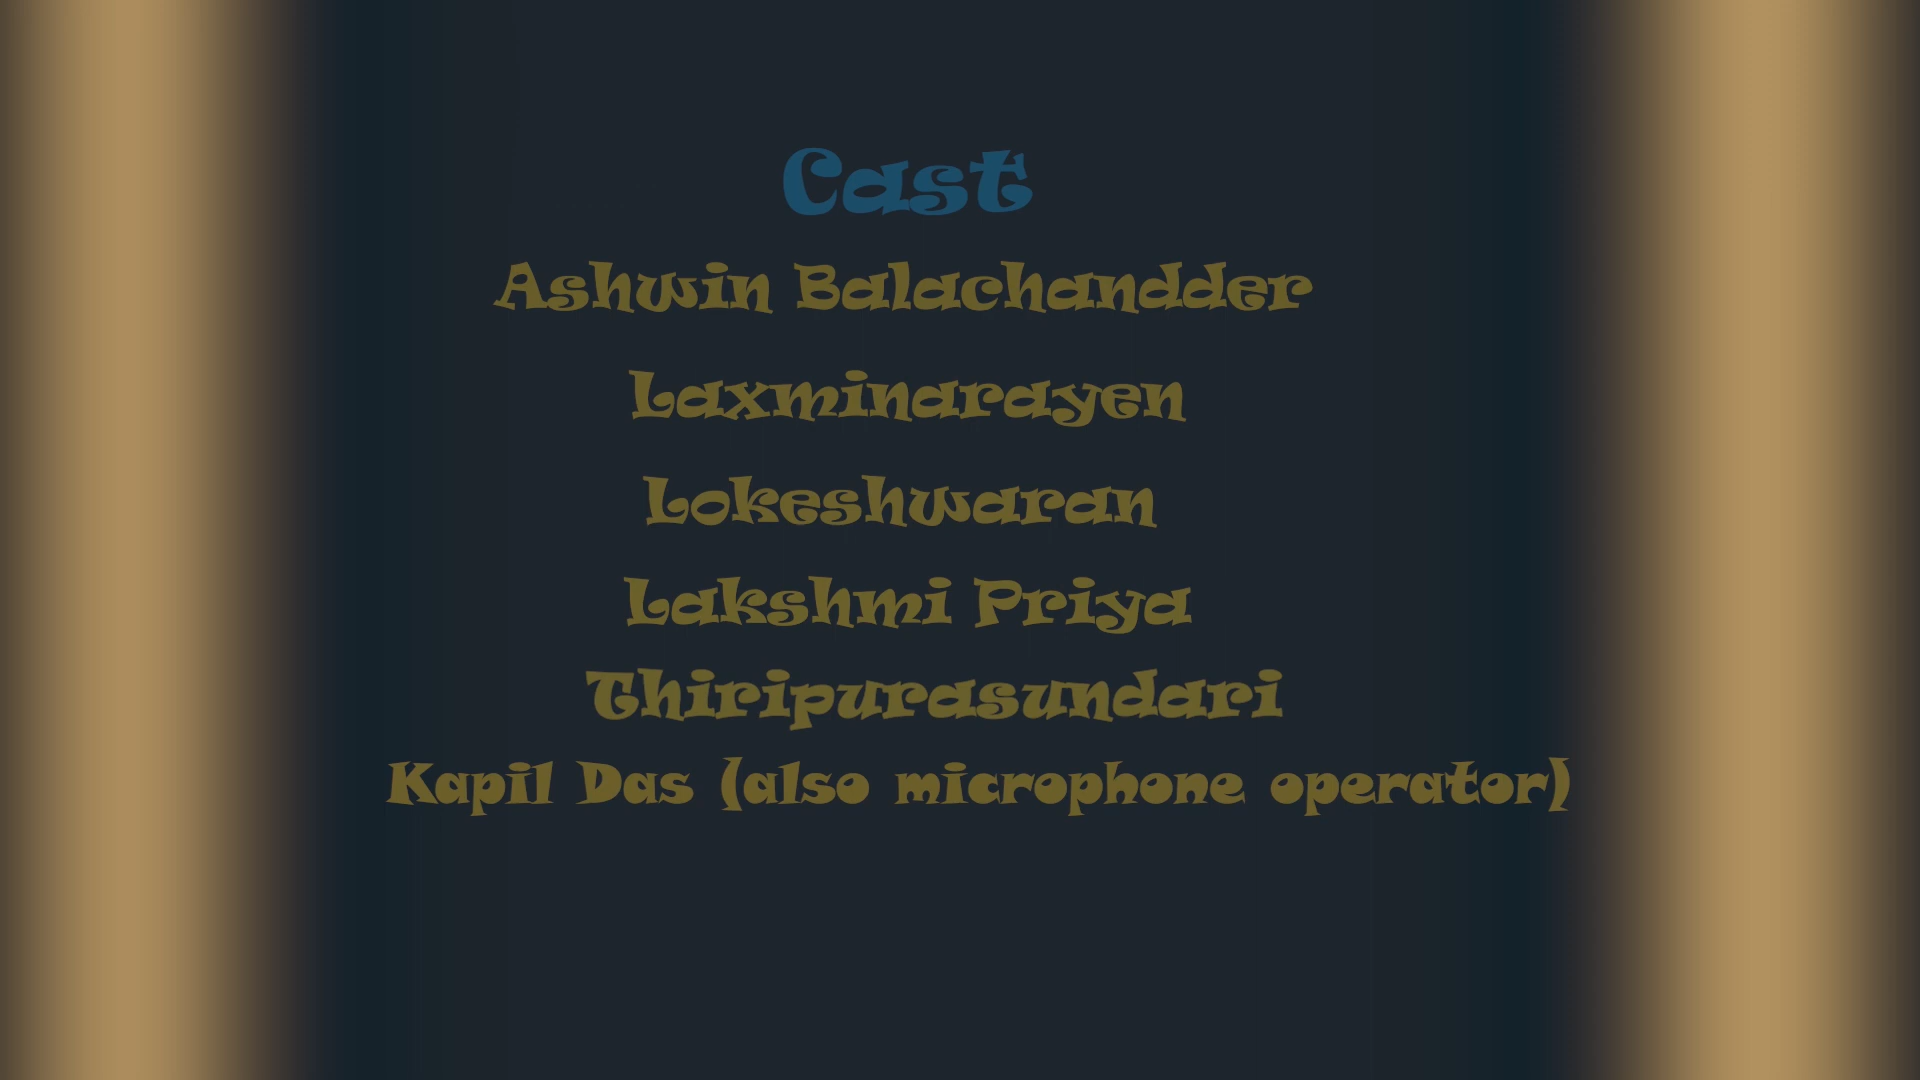 Cast
Ashwin Balachandder
Laxminarayen
Lokeshwaran
Lakshmi Priya
Thiripurasundari
Kapil Das (also microphone operator)